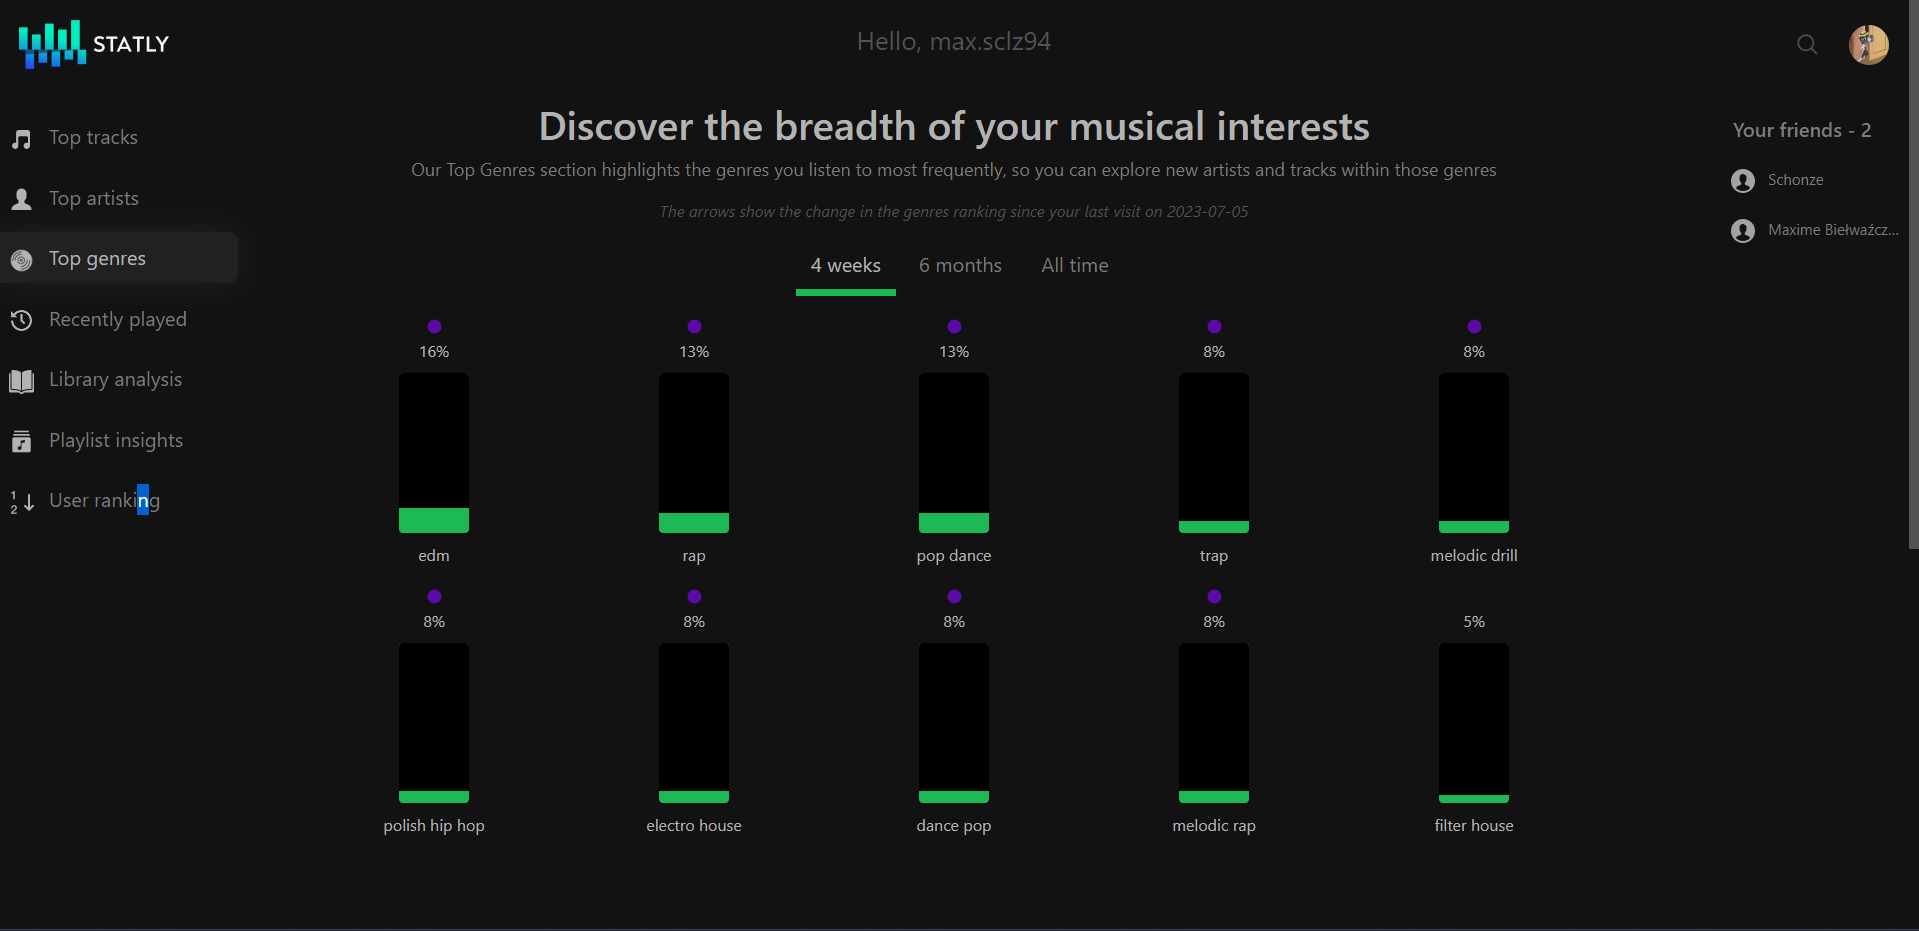 STATLY
Hello, max.sclz94
Top tracks
Top artists
Top genres
Recently played
Library analysis
Playlist insights
1
2
User ranking
Discover the breadth of your musical interests
Our Top Genres section highlights the genres you listen to most frequently, so you can explore new artists and tracks within those genres
The arrows show the change in the genres ranking since your last visit on 2023-07-05
4 weeks 6 months All time
16% 13% 13% 8% 8%
edm rap pop dance trap melodic drill
8% 8% 8% 8% 5%
polish hip hop electro house dance pop melodic rap filter house
Your friends - 2
Schonze
Maxime Biełwaźcz...